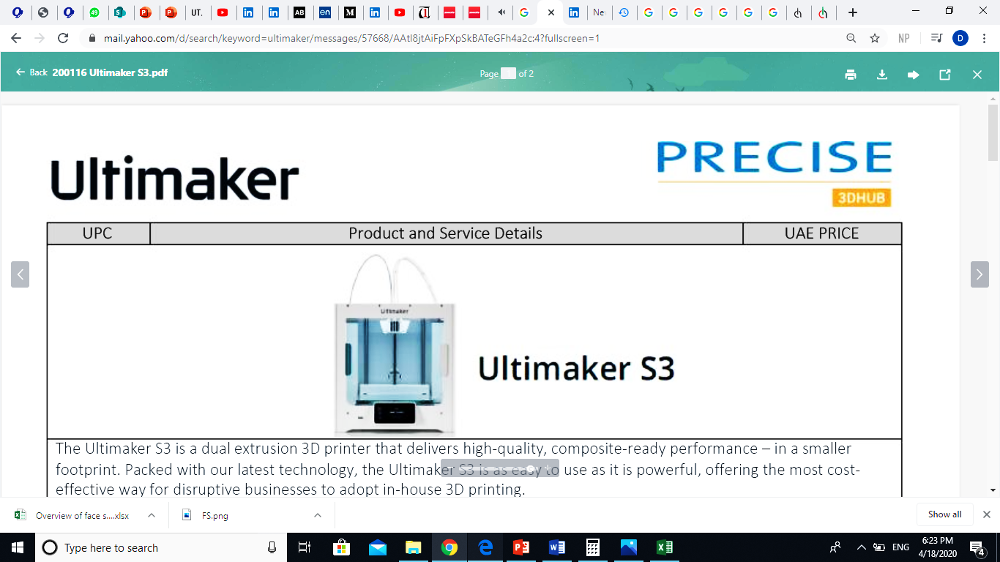 49
UT.
AB
en
M
Ne
mail.yahoo.com/d/search/keyword=ultimaker/messages/57668/AAtI8jtAiFpFXpSkBATeGFh4a2c:4?fullscreen=1
NP
D
Back 200116 Ultimaker S3.pdf
Page 1 of 2
Ultimaker
PRECISE
3DHUB
UPC Product and Service Details UAE PRICE
Ultimaker
Ultimaker S3
The Ultimaker S3 is a dual extrusion 3D printer that delivers high-quality, composite-ready performance – in a smaller
footprint. Packed with our latest technology, the Ultimaker S3 is as easy to use as it is powerful, offering the most cost-
effective way for disruptive businesses to adopt in-house 3D printing.
Overview of face s....xlsx FS.png Show all
Type here to search ENG 6:23 PM
4/18/2020
4